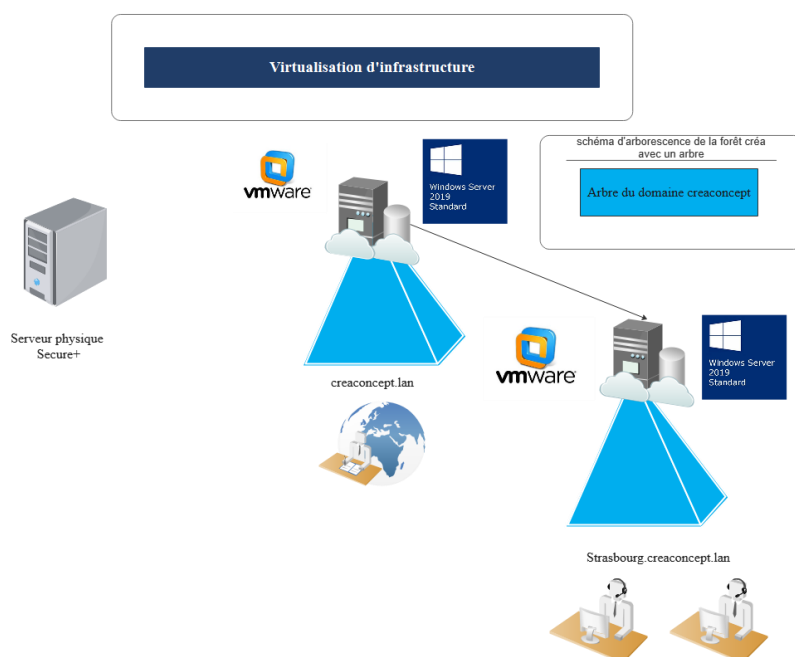 Virtualisation d'infrastructure
schéma d'arborescence de la forêt créa
avec un arbre
Arbre du domaine creaconcept
vmware
Windows Server
2019
Standard
Serveur physique
Secure+
creaconcept.lan
vmware
Windows Server
2019
Standard
Strasbourg.creaconcept.lan